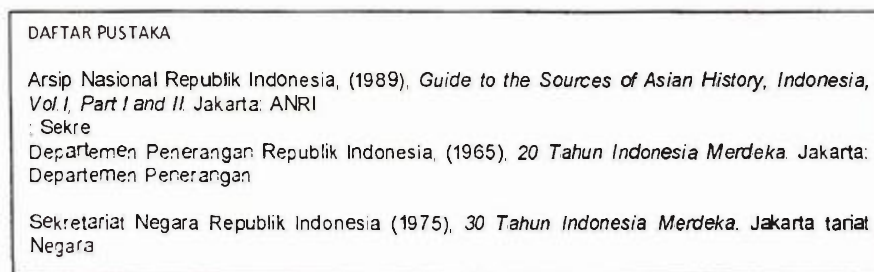 DAFTAR PUSTAKA
Arsip Nasional Republik Indonesia, (1989), Guide to the Sources of Asian History, Indonesia,
Vol. I, Part I and II. Jakarta: ANRI
: Sekre
Departemen Penerangan Republik Indonesia, (1965), 20 Tahun Indonesia Merdeka. Jakarta:
Departemen Penerangan
Sekretariat Negara Republik Indonesia (1975), 30 Tahun Indonesia Merdeka. Jakarta tariat
Negara